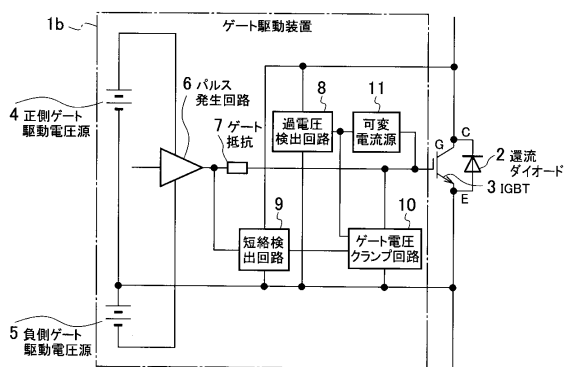 1b
ゲート駆動装置
4 正側ゲート
駆動電圧源
6 パルス
発生回路
7 ゲート
抵抗
8
過電圧
検出回路
11
可変
電流源
G
C
E
2 還流
ダイオード
3 IGBT
9
短絡検
出回路
10
ゲート電圧
クランプ回路
5 負側ゲート
駆動電圧源